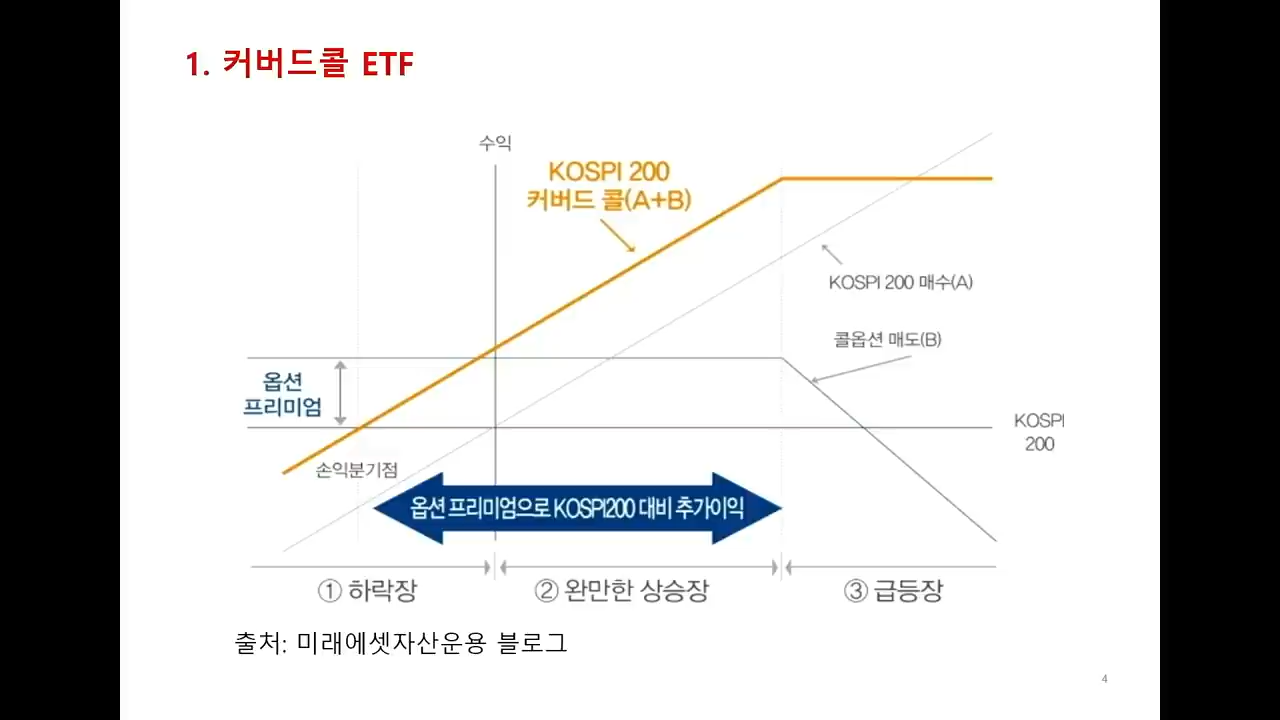 1. 커버드콜 ETF
수익
KOSPI 200
커버드 콜(A+B)
KOSPI 200 매수(A)
콜옵션 매도(B)
옵션
프리미엄
KOSPI
200
손익분기점
옵션 프리미엄으로 KOSPI200 대비 추가이익
① 하락장
② 완만한 상승장
③ 급등장
출처: 미래에셋자산운용 블로그
4